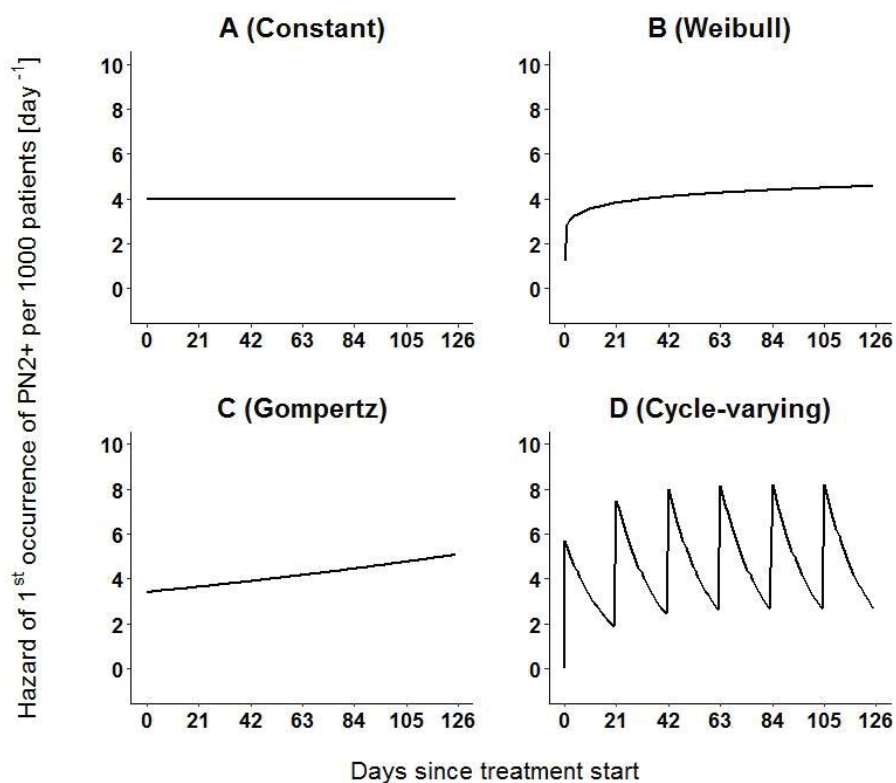 Hazard of 1st occurrence of PN2+ per 1000 patients [day -1]
A (Constant)
10
8
6
4
2
0
0 21 42 63 84 105 126
B (Weibull)
10
8
6
4
2
0
0 21 42 63 84 105 126
C (Gompertz)
10
8
6
4
2
0
0 21 42 63 84 105 126
D (Cycle-varying)
10
8
6
4
2
0
0 21 42 63 84 105 126
Days since treatment start